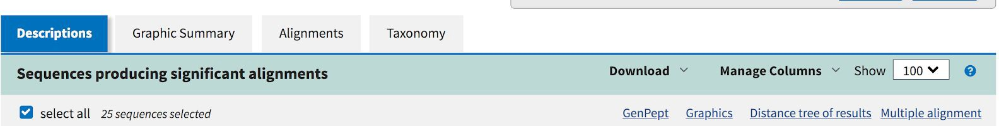 Descriptions Graphic Summary Alignments Taxonomy
Sequences producing significant alignments Download Manage Columns Show 100 ?
select all 25 sequences selected GenPept Graphics Distance tree of results Multiple alignment